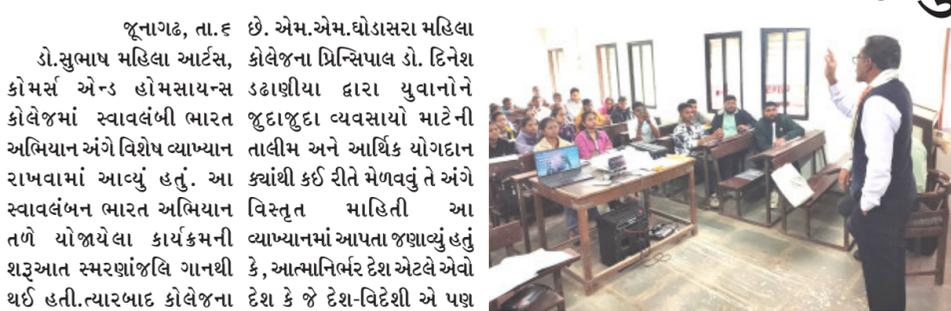 જૂનાગઢ, તા.૬
ડો.સુભાષ મહિલા આર્ટસ,
કોમર્સ એન્ડ હોમસાયન્સ
કોલેજમાં સ્વાવલંબી ભારત
અભિયાન અંગે વિશેષ વ્યાખ્યાન
રાખવામાં આવ્યું હતું. આ
સ્વાવલંબન ભારત અભિયાન
તળે યોજાયેલા કાર્યક્રમની
શરૂઆત સ્મરણાંજલિ ગાનથી
થઈ હતી.ત્યારબાદ કોલેજના
છે. એમ.એમ.ઘોડાસરા મહિલા
કોલેજના પ્રિન્સિપાલ ડો. દિનેશ
ડઢાણીયા દ્વારા યુવાનોને
જુદાજુદા વ્યવસાયો માટેની
તાલીમ અને આર્થિક યોગદાન
ક્યાંથી કઈ રીતે મેળવવું તે અંગે
વિસ્તૃત માહિતી આ
વ્યાખ્યાનમાં આપતા જણાવ્યું હતું
કે, આત્માનિર્ભર દેશ એટલે એવો
દેશ કે જે દેશ-વિદેશી એ પણ